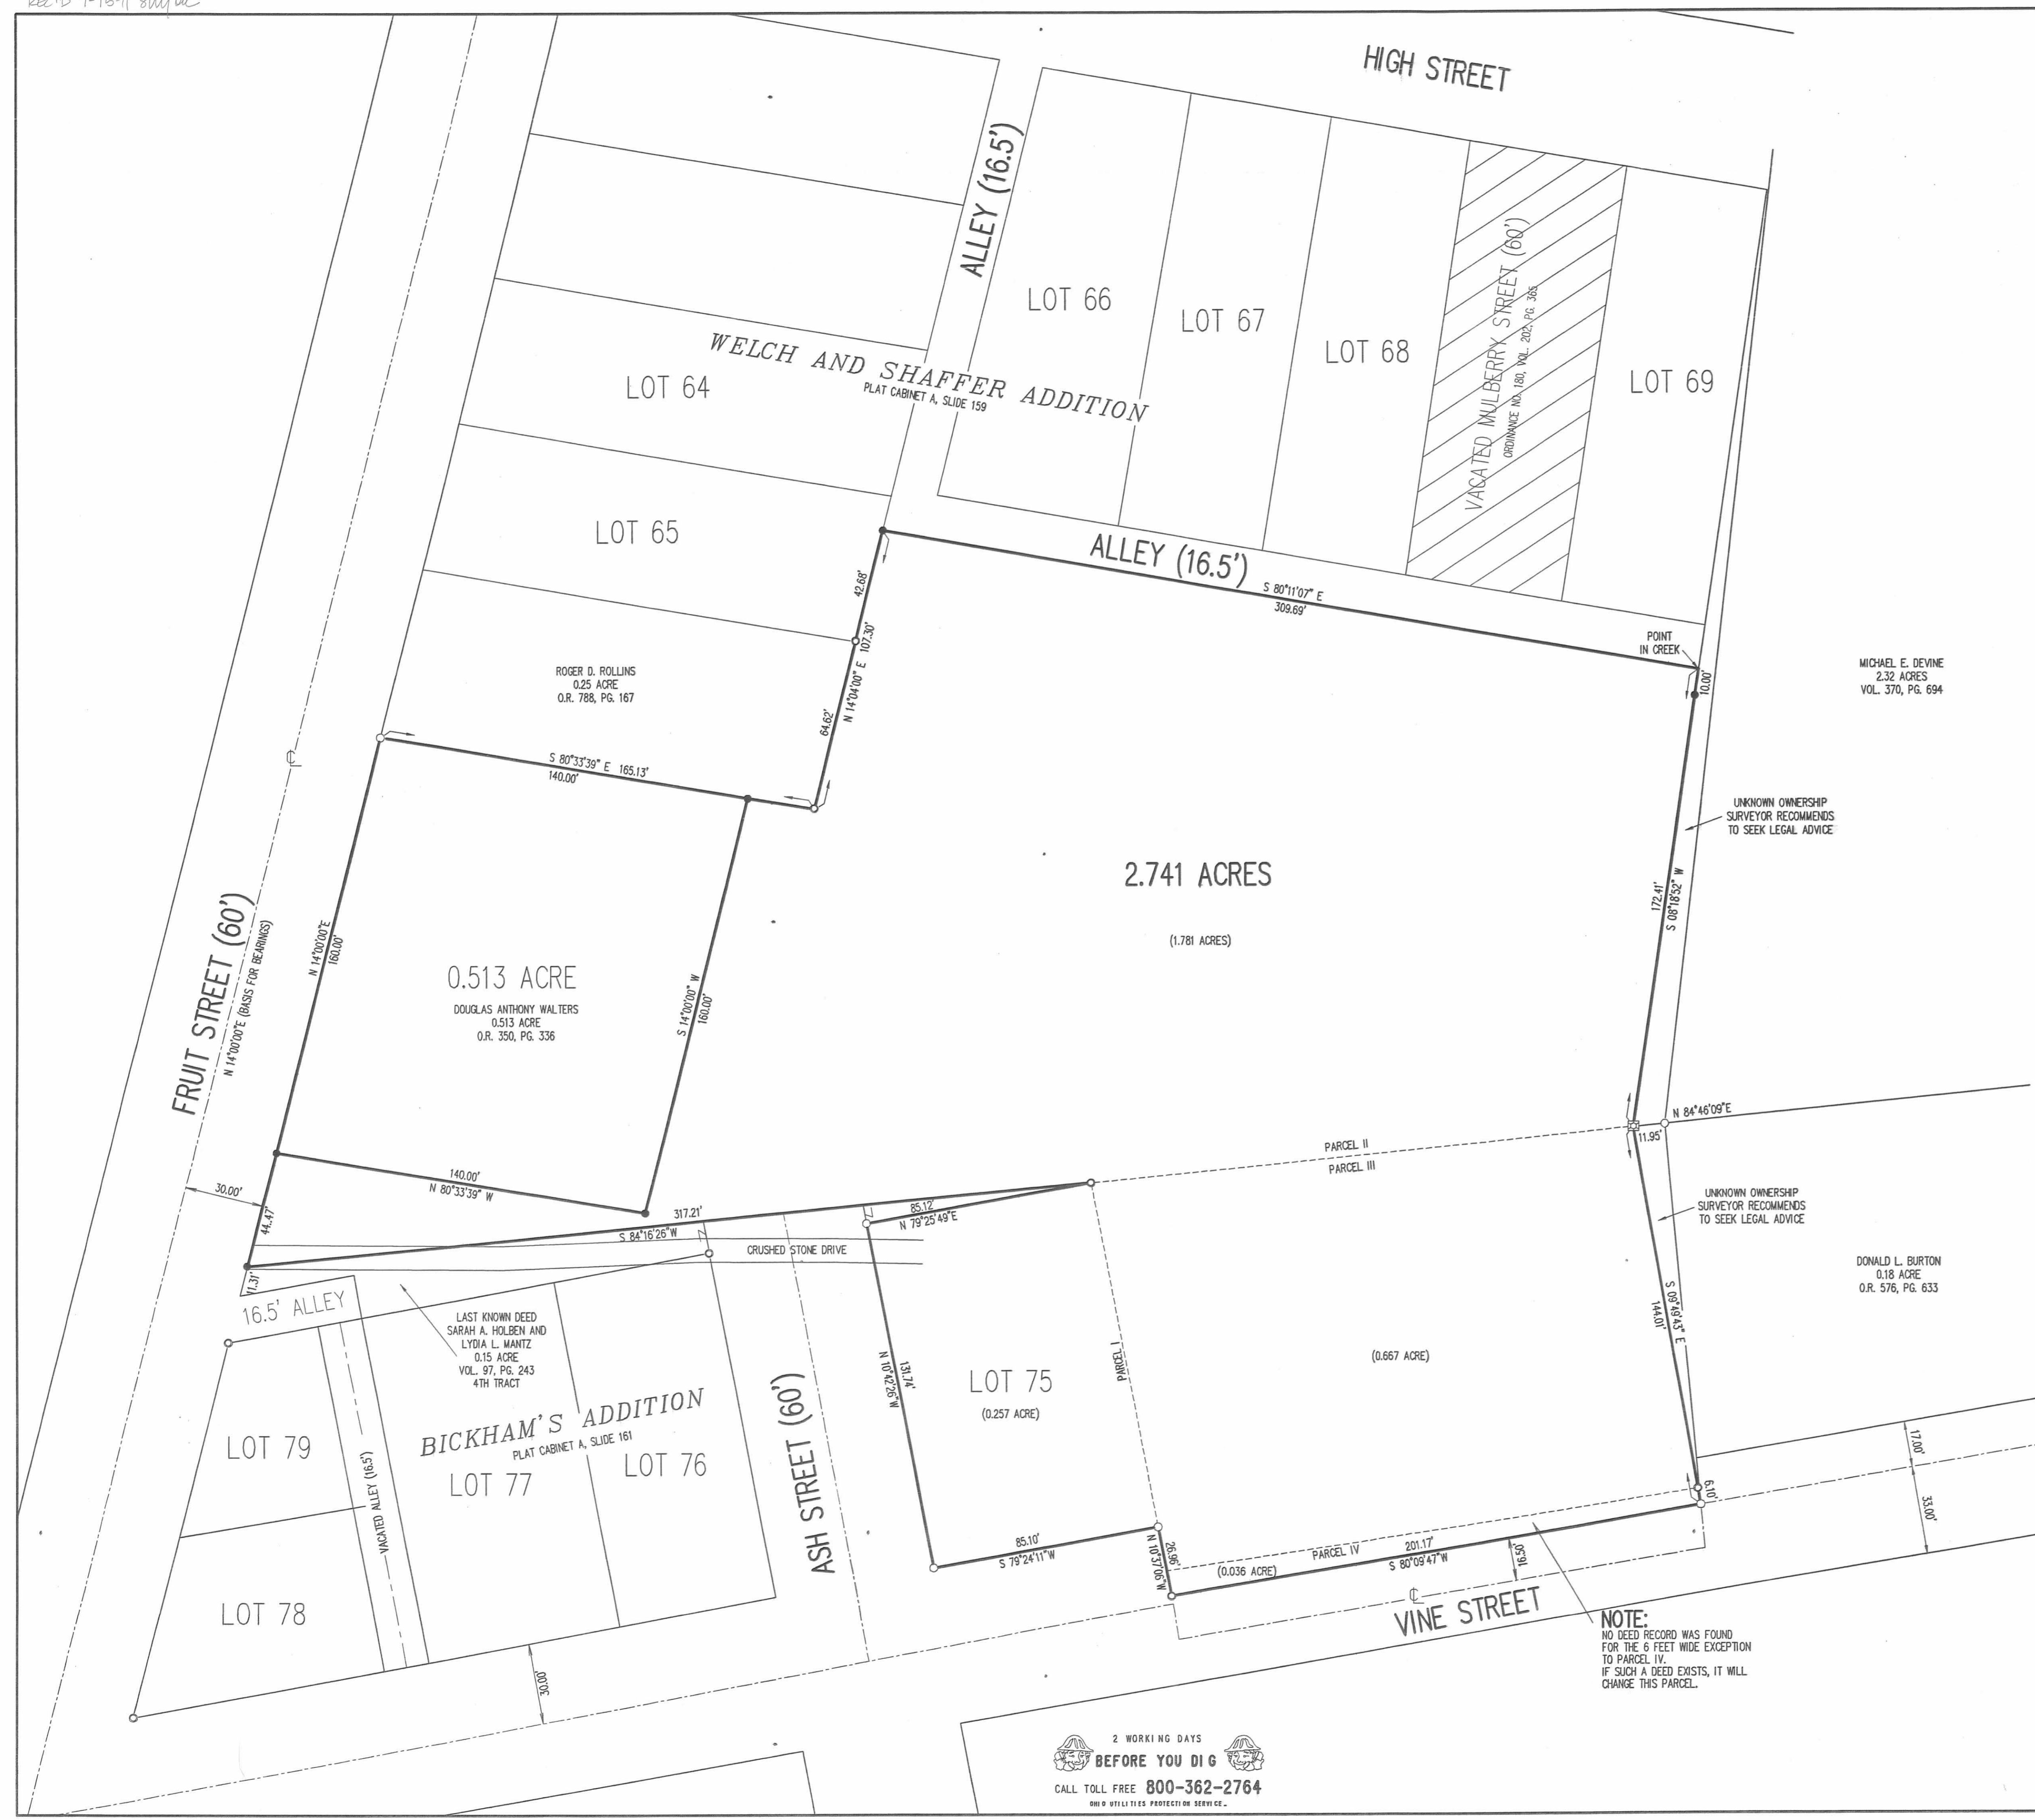 HIGH STREET
ALLEY (16.5')
LOT 66
LOT 67
LOT 68
VACATED MULBERRY STREET (60')
ORDINANCE NO. 180, VOL. 202, PG. 365
LOT 69
WELCH AND SHAFFER ADDITION
PLAT CABINET A, SLIDE 159
LOT 64
LOT 65
ALLEY (16.5')
S 80°11'07" E
309.69'
42.68'
N 14°04'00" E 107.30'
64.62'
POINT
IN CREEK
10.00'
MICHAEL E. DEVINE
2.32 ACRES
VOL. 370, PG. 694
ROGER D. ROLLINS
0.25 ACRE
O.R. 788, PG. 167
S 80°33'39" E 165.13'
140.00'
UNKNOWN OWNERSHIP
SURVEYOR RECOMMENDS
TO SEEK LEGAL ADVICE
2.741 ACRES
(1.781 ACRES)
172.41'
S 08°18'52" W
FRUIT STREET (60')
N 14°00'00"E (BASIS FOR BEARINGS)
N 14°00'00"E
160.00'
0.513 ACRE
DOUGLAS ANTHONY WALTERS
0.513 ACRE
O.R. 350, PG. 336
S 14°00'00" W
160.00'
N 84°46'09"E
11.95'
PARCEL II
PARCEL III
140.00'
N 80°33'39" W
30.00'
44.47'
317.21'
S 84°16'26"W
85.12'
N 79°25'49"E
CRUSHED STONE DRIVE
UNKNOWN OWNERSHIP
SURVEYOR RECOMMENDS
TO SEEK LEGAL ADVICE
DONALD L. BURTON
0.18 ACRE
O.R. 576, PG. 633
11.31'
16.5' ALLEY
LAST KNOWN DEED
SARAH A. HOLBEN AND
LYDIA L. MANTZ
0.15 ACRE
VOL. 97, PG. 243
4TH TRACT
S 09°49'43" E
144.01'
N 10°42'26"W
131.74'
LOT 75
(0.257 ACRE)
PARCEL I
(0.667 ACRE)
BICKHAM'S ADDITION
PLAT CABINET A, SLIDE 161
LOT 79
LOT 77
LOT 76
VACATED ALLEY (16.5')
ASH STREET (60')
17.00'
33.00'
6.10'
85.10'
S 79°24'11"W
N 10°37'06"W
26.96'
PARCEL IV
(0.036 ACRE)
201.17'
S 80°09'47"W
16.50'
LOT 78
30.00'
VINE STREET
NOTE:
NO DEED RECORD WAS FOUND
FOR THE 6 FEET WIDE EXCEPTION
TO PARCEL IV.
IF SUCH A DEED EXISTS, IT WILL
CHANGE THIS PARCEL.
2 WORKING DAYS
BEFORE YOU DIG
CALL TOLL FREE 800-362-2764
OHIO UTILITIES PROTECTION SERVICE.